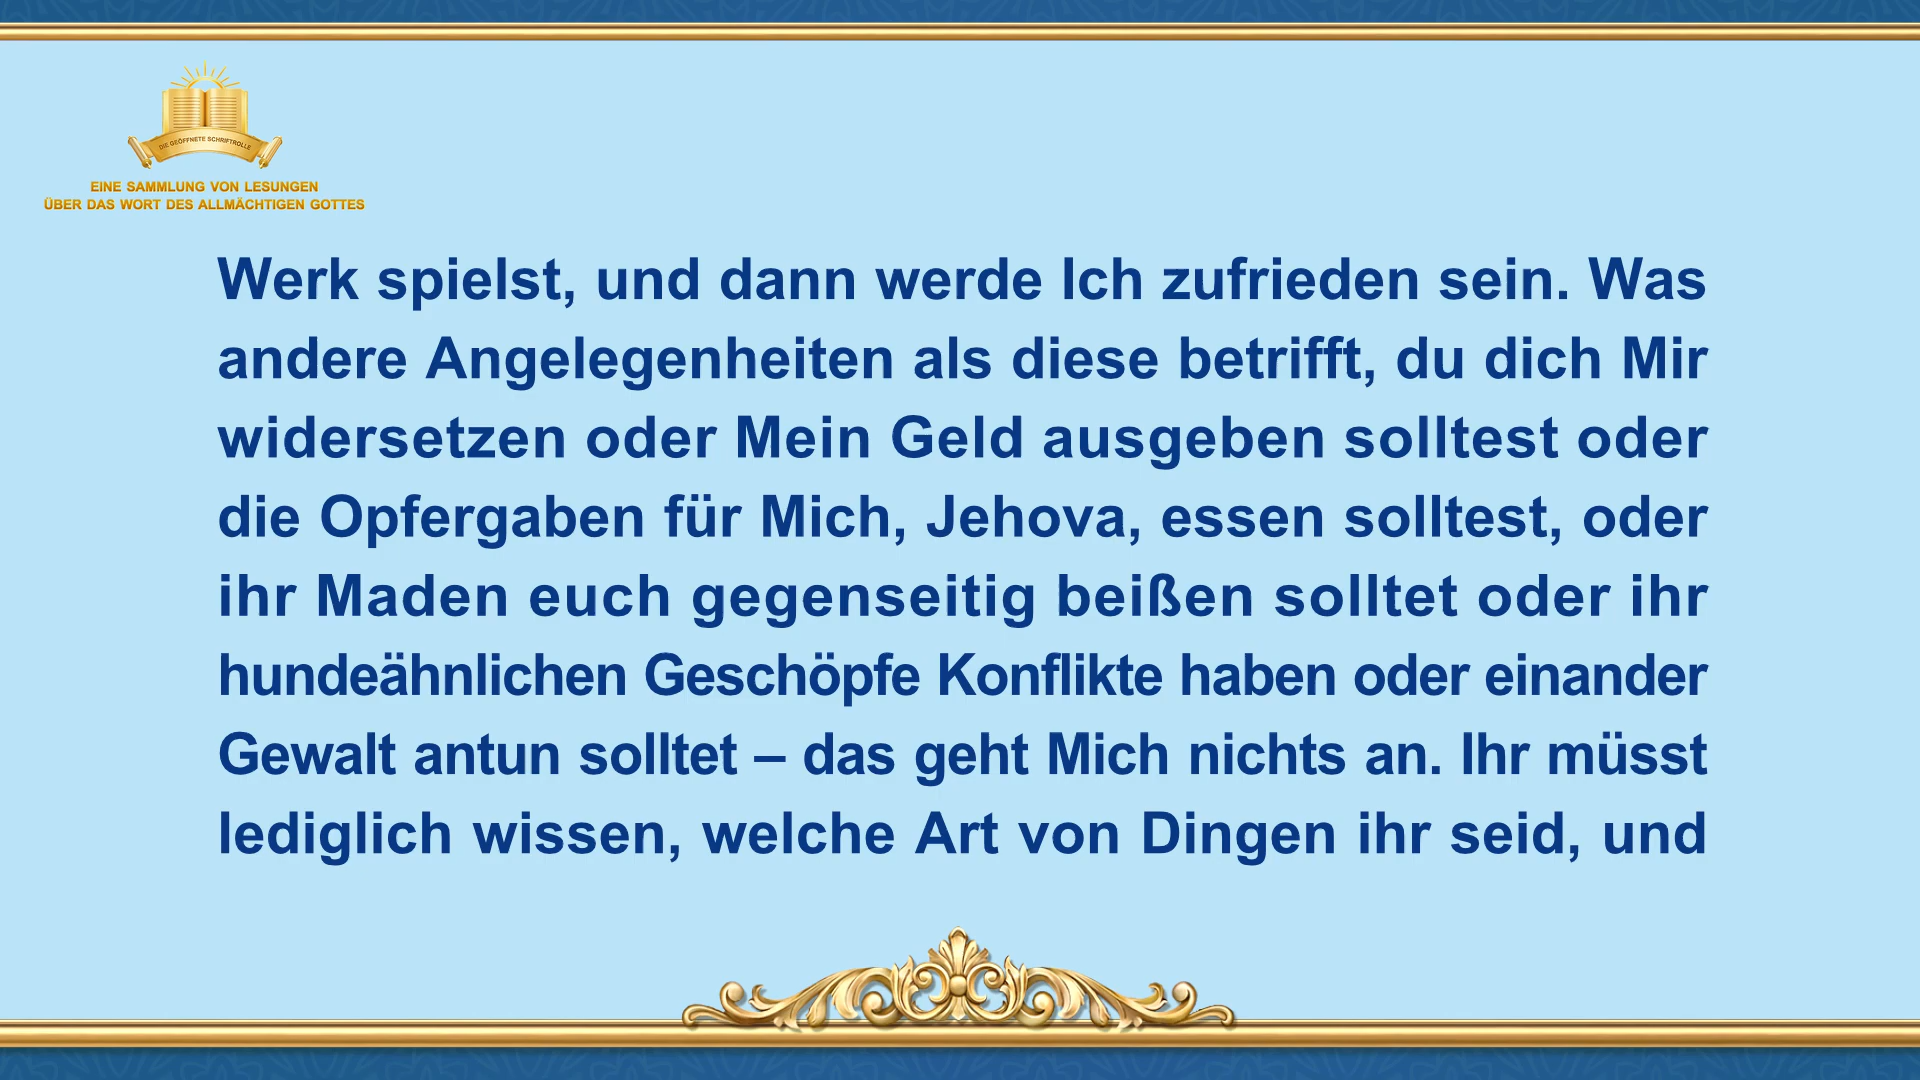 DIE GEÖFFNETE SCHRIFTROLLE
EINE SAMMLUNG VON LESUNGEN
ÜBER DAS WORT DES ALLMÄCHTIGEN GOTTES
Werk spielst, und dann werde Ich zufrieden sein. Was
andere Angelegenheiten als diese betrifft, du dich Mir
widersetzen oder Mein Geld ausgeben solltest oder
die Opfergaben für Mich, Jehova, essen solltest, oder
ihr Maden euch gegenseitig beißen solltet oder ihr
hundeähnlichen Geschöpfe Konflikte haben oder einander
Gewalt antun solltet – das geht Mich nichts an. Ihr müsst
lediglich wissen, welche Art von Dingen ihr seid, und